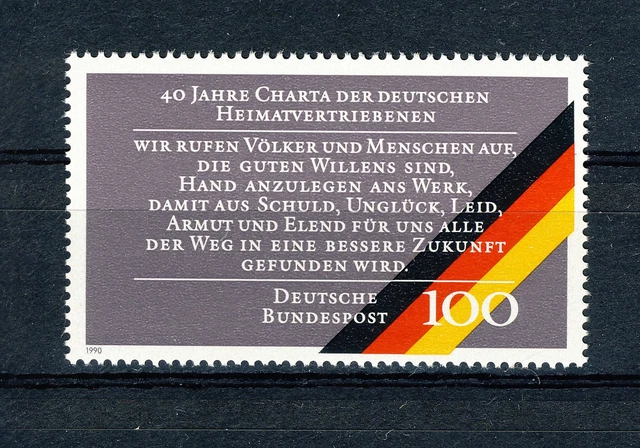 40 JAHRE CHARTA DER DEUTSCHEN
HEIMATVERTRIEBENEN
WIR RUFEN VÖLKER UND MENSCHEN AUF,
DIE GUTEN WILLENS SIND,
HAND ANZULEGEN ANS WERK,
DAMIT AUS SCHULD, UNGLÜCK, LEID,
ARMUT UND ELEND FÜR UNS ALLE
DER WEG IN EINE BESSERE ZUKUNFT
GEFUNDEN WIRD.
DEUTSCHE
BUNDESPOST 100
1990